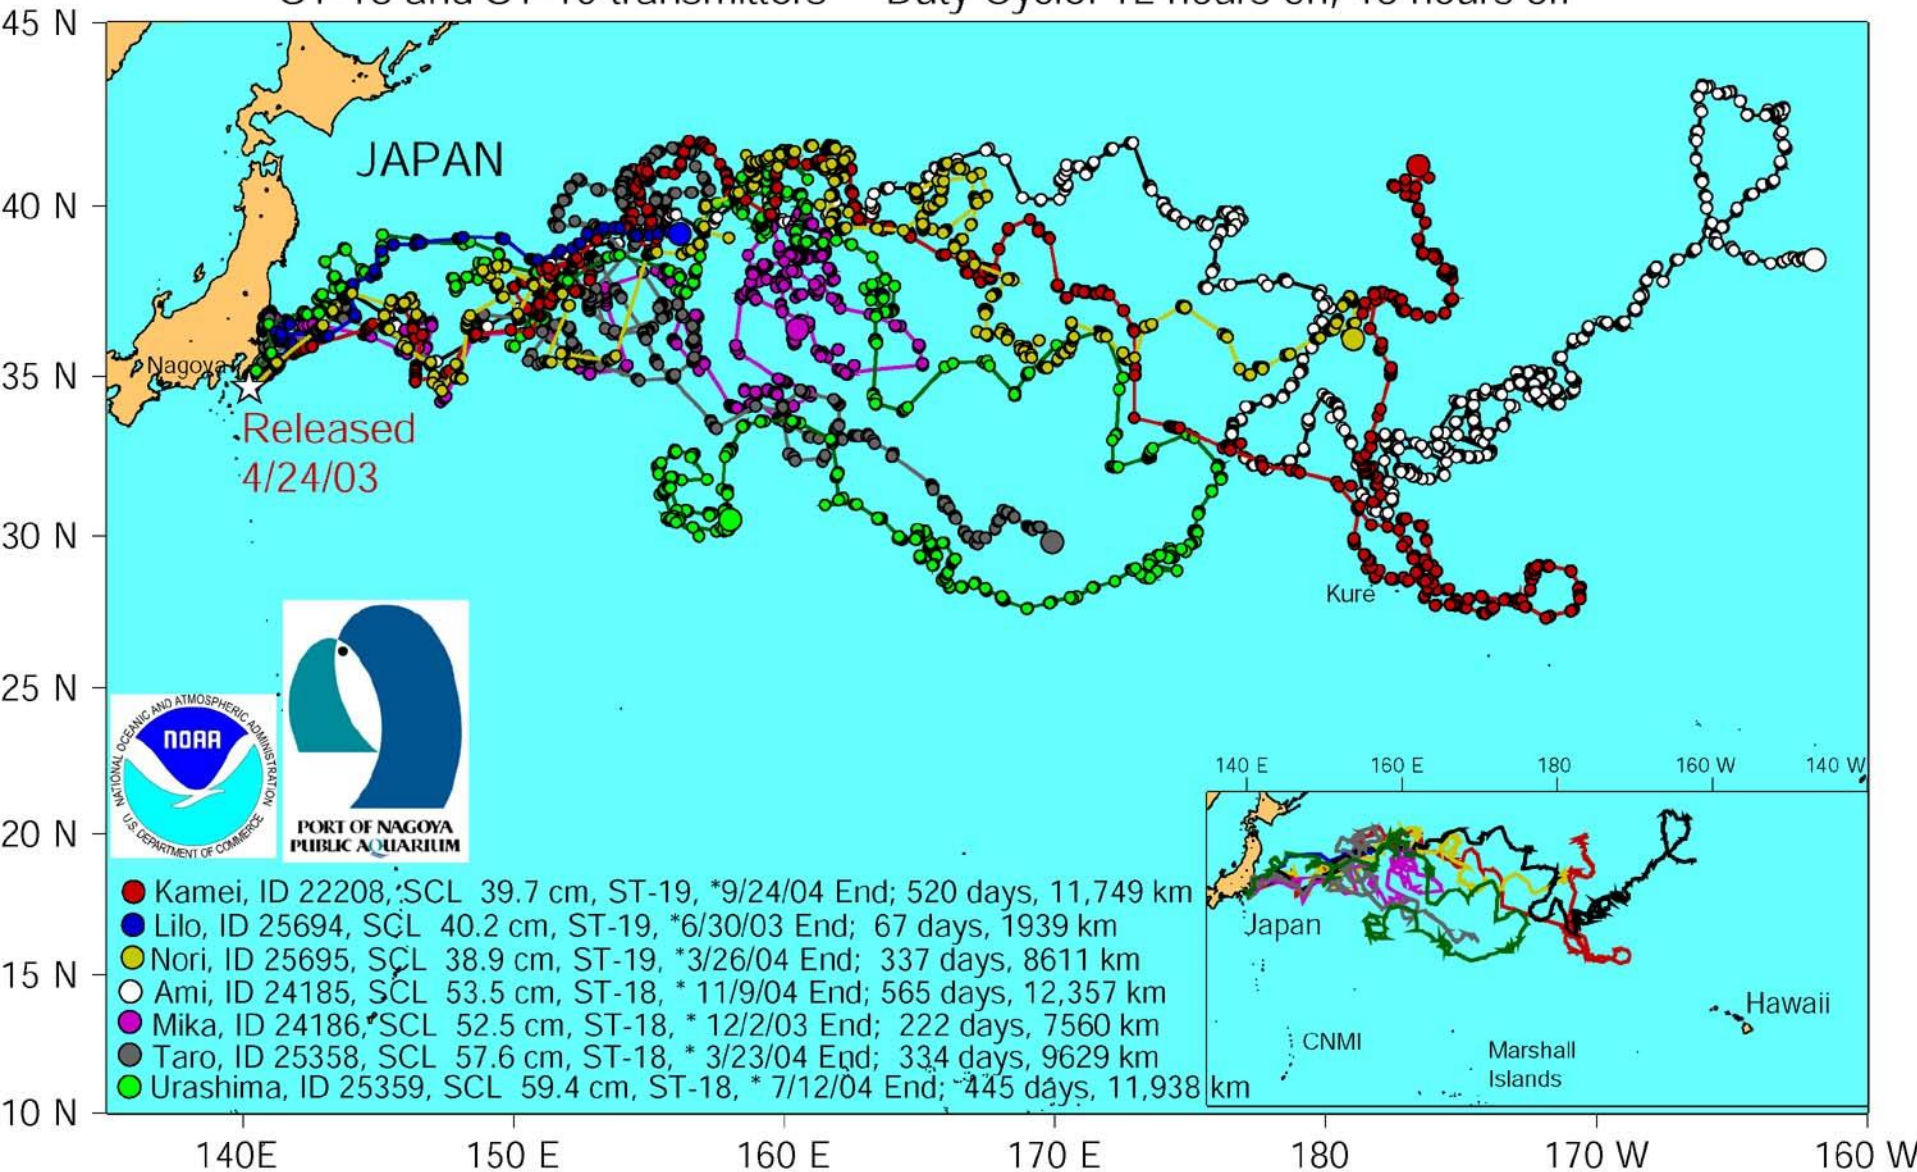 45 N
40 N
35 N
30 N
25 N
20 N
15 N
10 N
JAPAN
Nagoya
Released
4/24/03
Kure
NATIONAL OCEANIC AND ATMOSPHERIC ADMINISTRATION
NOAA
U.S. DEPARTMENT OF COMMERCE
PORT OF NAGOYA
PUBLIC AQUARIUM
Kamei, ID 22208, SCL 39.7 cm, ST-19, *9/24/04 End; 520 days, 11,749 km
Lilo, ID 25694, SCL 40.2 cm, ST-19, *6/30/03 End; 67 days, 1939 km
Nori, ID 25695, SCL 38.9 cm, ST-19, *3/26/04 End; 337 days, 8611 km
Ami, ID 24185, SCL 53.5 cm, ST-18, * 11/9/04 End; 565 days, 12,357 km
Mika, ID 24186, SCL 52.5 cm, ST-18, * 12/2/03 End; 222 days, 7560 km
Taro, ID 25358, SCL 57.6 cm, ST-18, * 3/23/04 End; 334 days, 9629 km
Urashima, ID 25359, SCL 59.4 cm, ST-18, * 7/12/04 End; 445 days, 11,938 km
140 E 160 E 180 160 W 140 W
Japan
Hawaii
CNMI
Marshall
Islands
140E 150 E 160 E 170 E 180 170 W 160 W